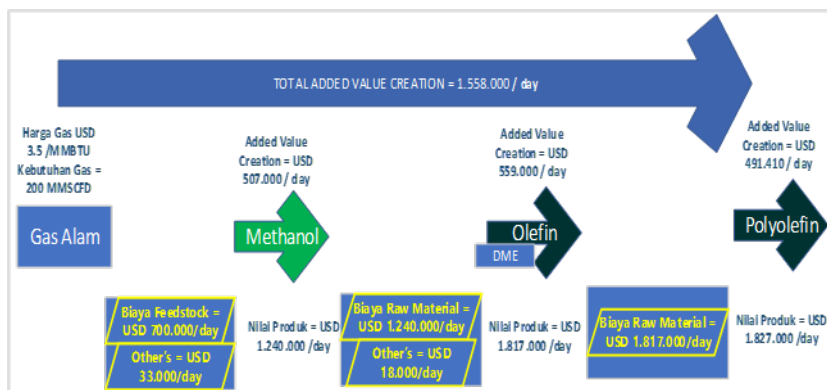 TOTAL ADDED VALUE CREATION = 1.558.000 / day
Harga Gas USD
3.5 /MMBTU
Kebutuhan Gas =
200 MMSCFD
Added Value
Creation = USD
507.000 / day
Added Value
Creation = USD
559.000 / day
Added Value
Creation = USD
491.410 / day
Gas Alam
Methanol
Olefin
DME
Polyolefin
Biaya Feedstock =
USD 700.000/day
Other's = USD
33.000/day
Nilai Produk = USD
1.240.000 /day
Biaya Raw Material =
USD 1.240.000/day
Other's = USD
18.000/day
Nilai Produk = USD
1.817.000 /day
Biaya Raw Material =
USD 1.817.000/day
Nilai Produk = USD
1.827.000 /day